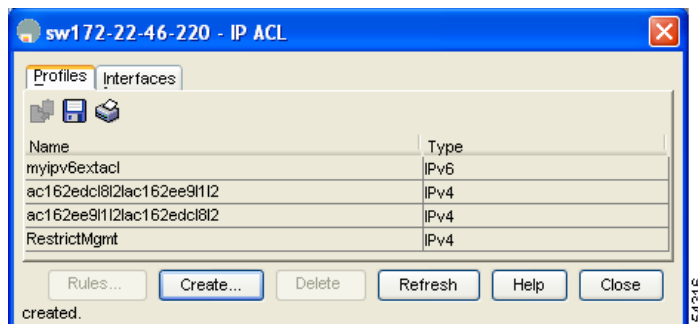 sw172-22-46-220 - IP ACL
Profiles Interfaces
Name Type
myipv6extacl IPv6
ac162edcl8l2lac162ee9l1l2 IPv4
ac162ee9l1l2lac162edcl8l2 IPv4
RestrictMgmt IPv4
Rules... Create... Delete Refresh Help Close
created.